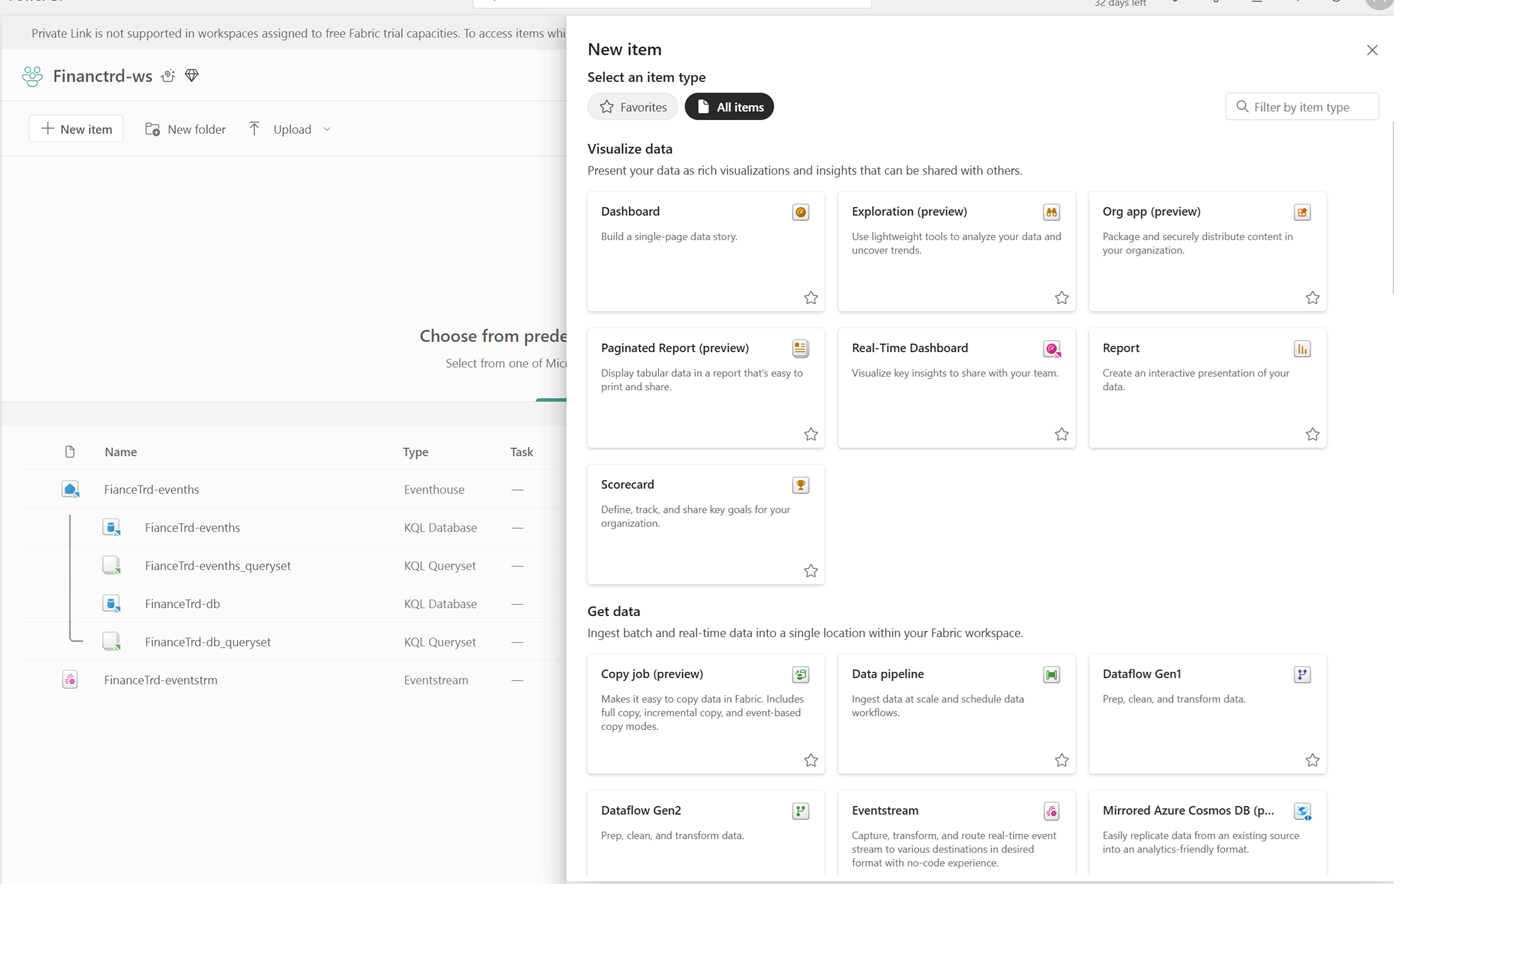 32 days left
Private Link is not supported in workspaces assigned to free Fabric trial capacities. To access items whi
Financtrd-ws
New item
New folder
Upload
Choose from prede
Select from one of Micr
Name Type Task
FianceTrd-evenths Eventhouse —
FianceTrd-evenths KQL Database —
FianceTrd-evenths_queryset KQL Queryset —
FinanceTrd-db KQL Database —
FinanceTrd-db_queryset KQL Queryset —
FinanceTrd-eventstrm Eventstream —
New item
Select an item type
Favorites
All items
Filter by item type
Visualize data
Present your data as rich visualizations and insights that can be shared with others.
Dashboard
Build a single-page data story.
Exploration (preview)
Use lightweight tools to analyze your data and
uncover trends.
Org app (preview)
Package and securely distribute content in
your organization.
Paginated Report (preview)
Display tabular data in a report that's easy to
print and share.
Real-Time Dashboard
Visualize key insights to share with your team.
Report
Create an interactive presentation of your
data.
Scorecard
Define, track, and share key goals for your
organization.
Get data
Ingest batch and real-time data into a single location within your Fabric workspace.
Copy job (preview)
Makes it easy to copy data in Fabric. Includes
full copy, incremental copy, and event-based
copy modes.
Data pipeline
Ingest data at scale and schedule data
workflows.
Dataflow Gen1
Prep, clean, and transform data.
Dataflow Gen2
Prep, clean, and transform data.
Eventstream
Capture, transform, and route real-time event
stream to various destinations in desired
format with no-code experience.
Mirrored Azure Cosmos DB (p...
Easily replicate data from an existing source
into an analytics-friendly format.